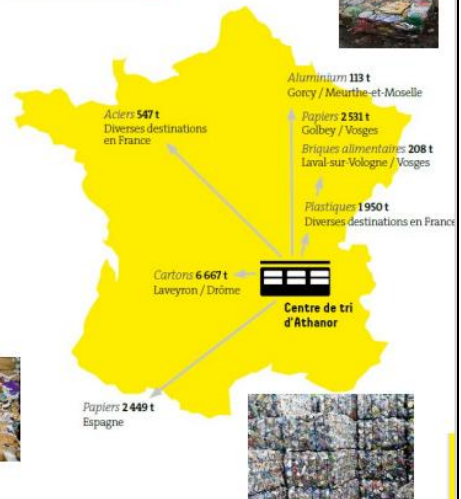 Aluminium 113 t
Gorcy / Meurthe-et-Moselle
Aciers 547 t
Diverses destinations
en France
Papiers 2 531 t
Golbey / Vosges
Briques alimentaires 208 t
Laval-sur-Vologne / Vosges
Plastiques 1 950 t
Diverses destinations en France
Cartons 6 667 t
Laveyron / Drôme
Centre de tri
d'Athanor
Papiers 2 449 t
Espagne